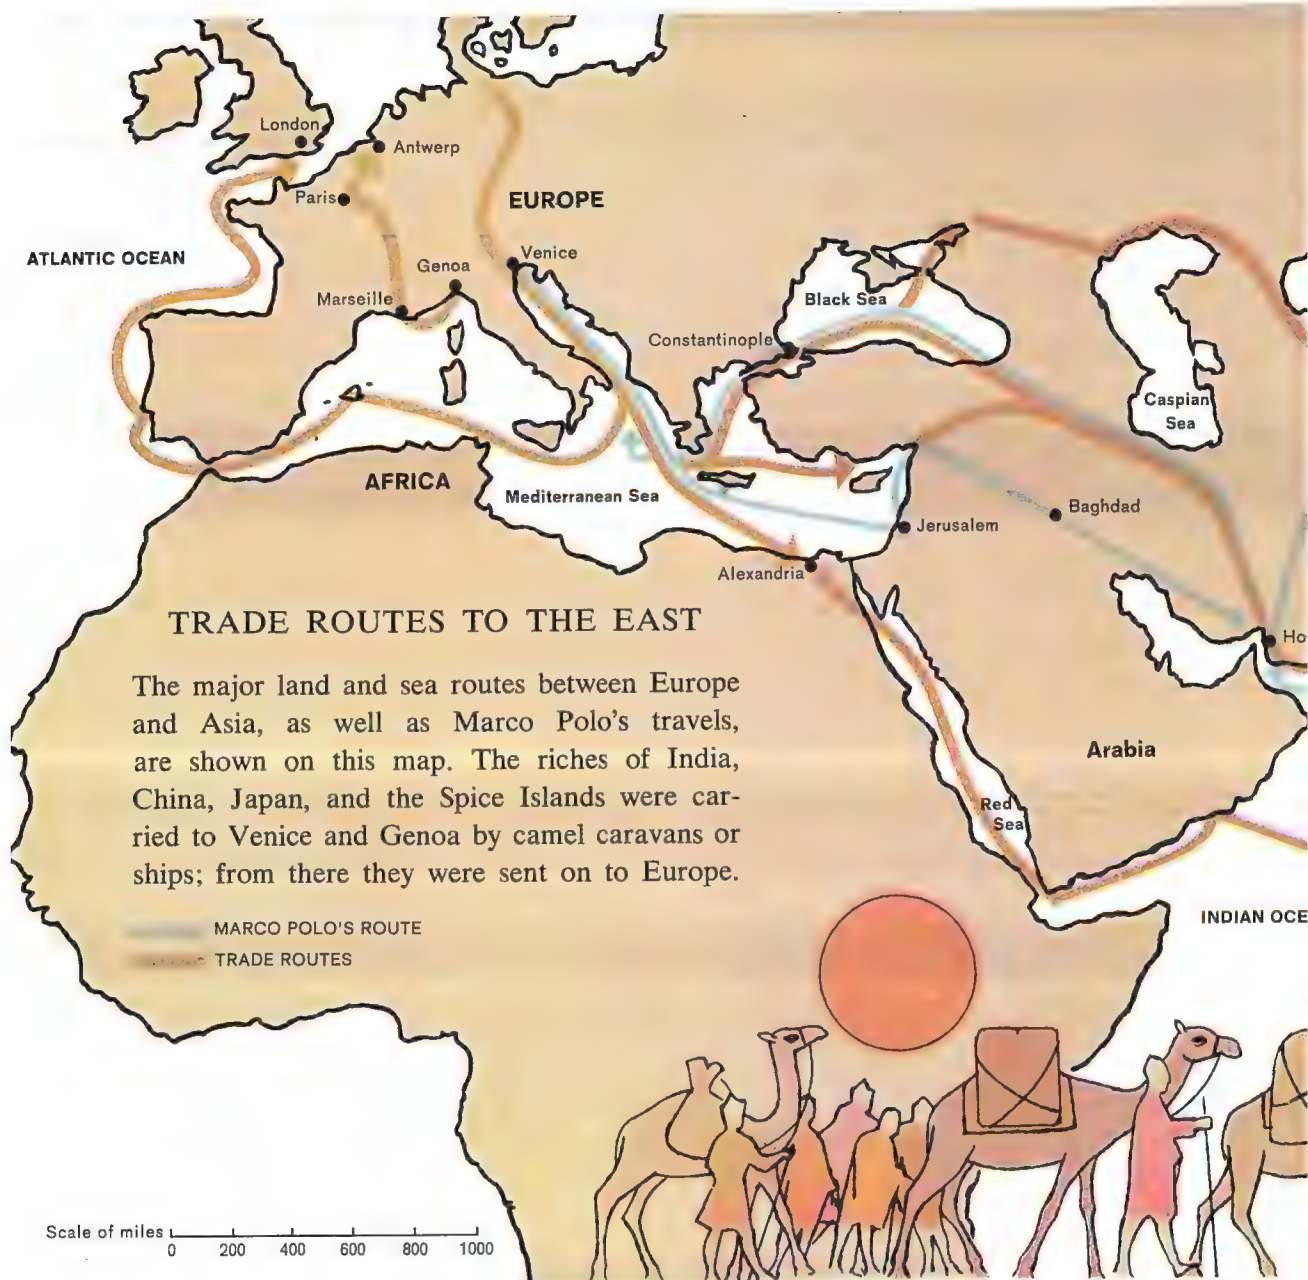 London
Antwerp
Paris
EUROPE
ATLANTIC OCEAN
Venice
Genoa
Marseille
Black Sea
Constantinople
Caspian
Sea
AFRICA
Mediterranean Sea
Baghdad
Jerusalem
Alexandria
TRADE ROUTES TO THE EAST
Ho
The major land and sea routes between Europe
and Asia, as well as Marco Polo's travels,
are shown on this map. The riches of India,
China, Japan, and the Spice Islands were car-
ried to Venice and Genoa by camel caravans or
ships; from there they were sent on to Europe.
Arabia
Red
Sea
MARCO POLO'S ROUTE
TRADE ROUTES
INDIAN OCE
Scale of miles
0 200 400 600 800 1000